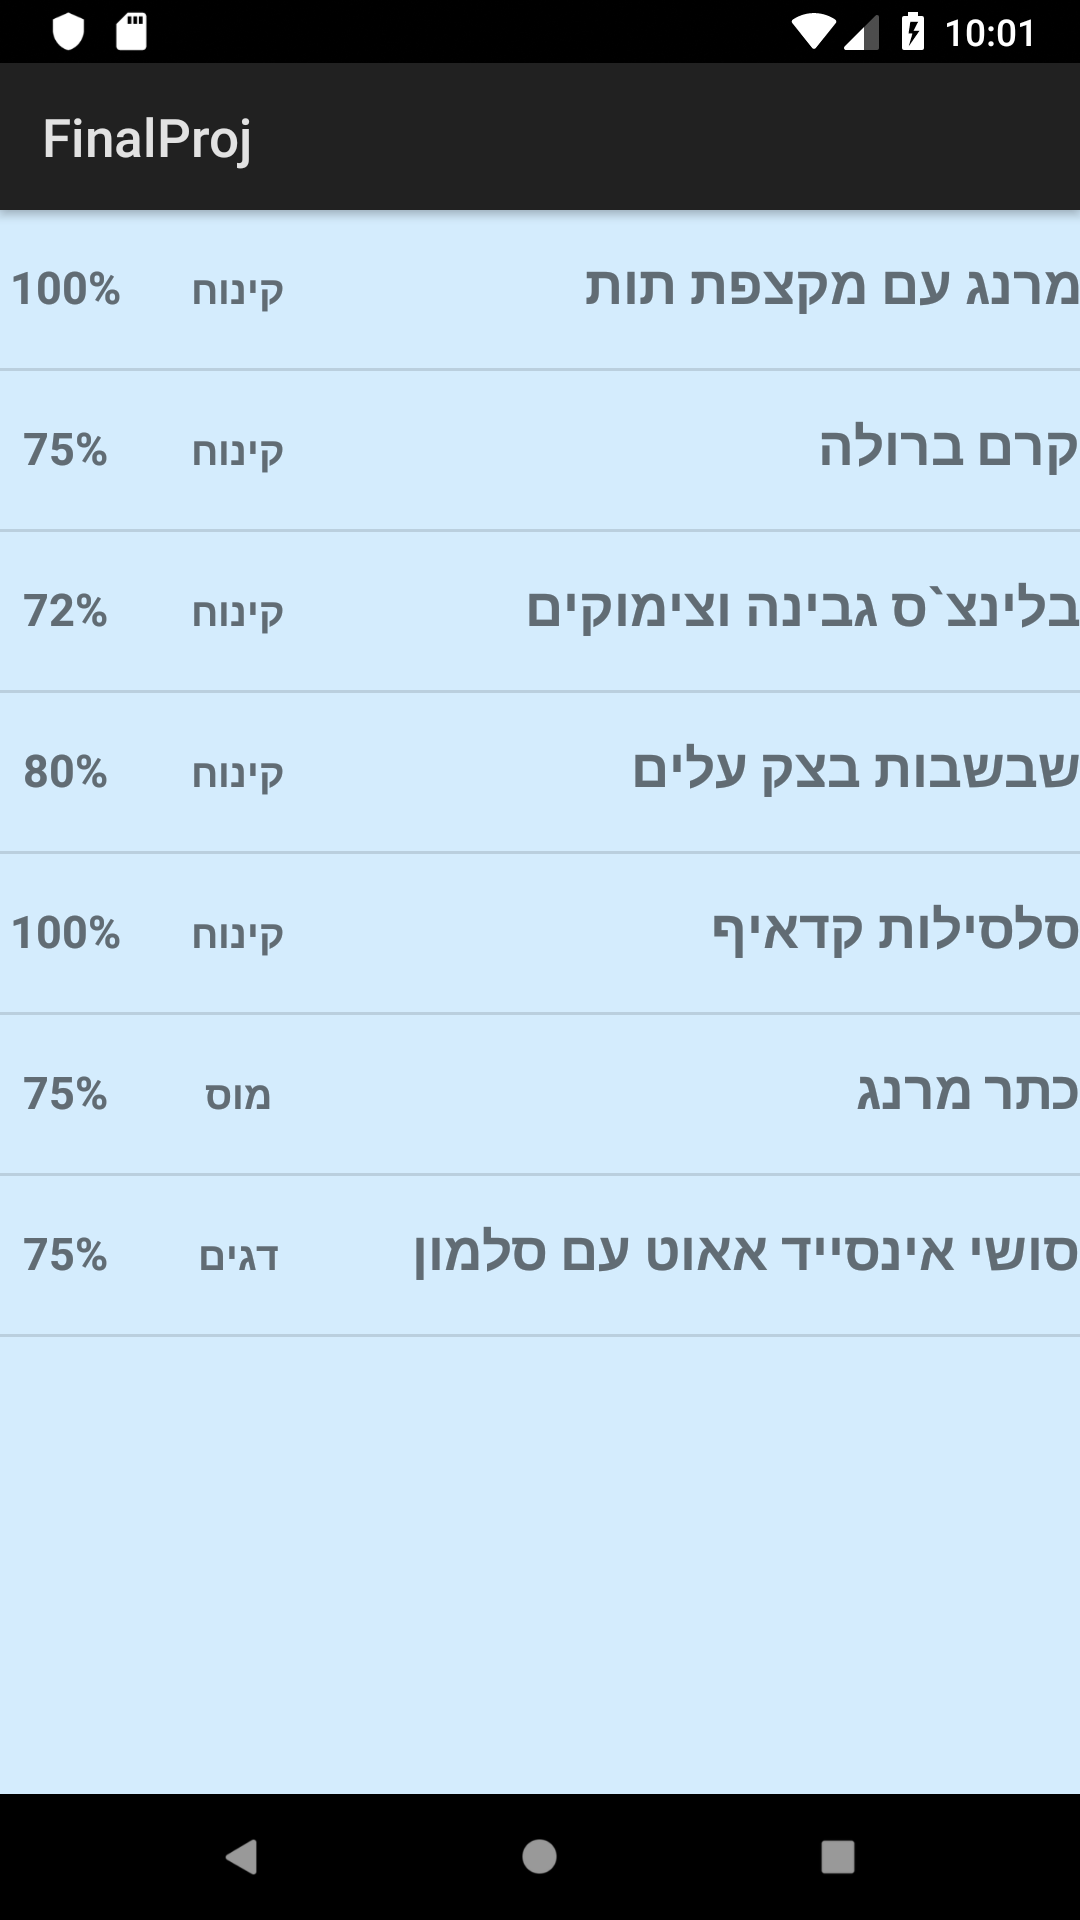 10:01
FinalProj
מרנג עם מקצפת תות קינוח 100%
קרם ברולה קינוח 75%
בלינצ`ס גבינה וצימוקים קינוח 72%
שבשבות בצק עלים קינוח 80%
סלסילות קדאיף קינוח 100%
כתר מרנג מוס 75%
סושי אינסייד אאוט עם סלמון דגים 75%